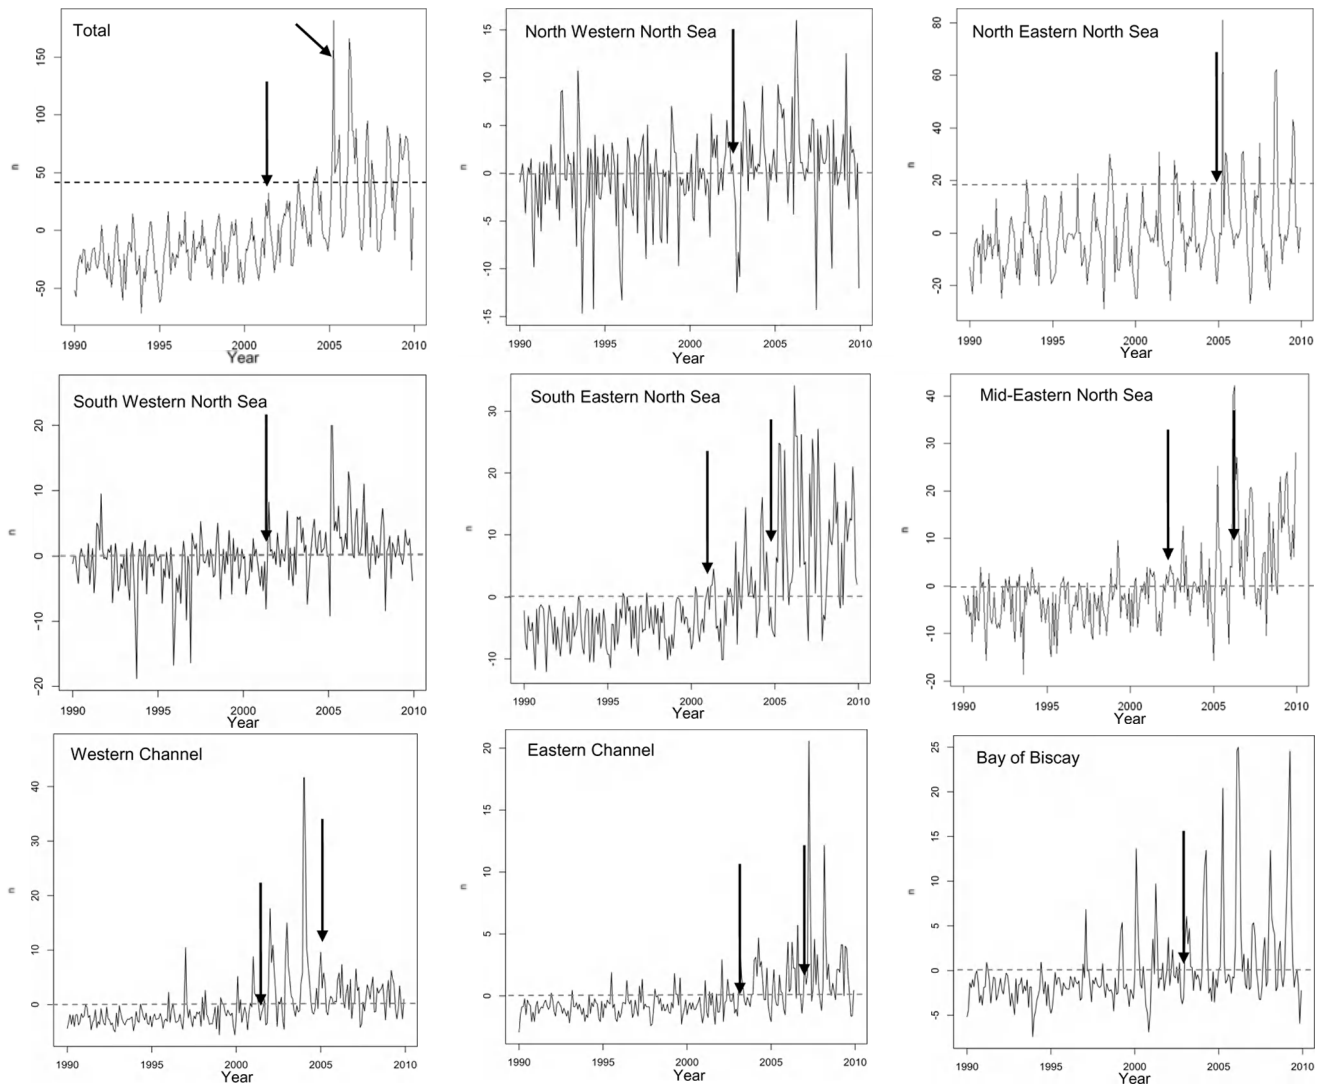 Total
150
100
50
0
-50
n
1990 1995 2000 2005 2010
Year
North Western North Sea
15
10
5
0
-5
-10
-15
n
1990 1995 2000 2005 2010
Year
North Eastern North Sea
80
60
40
20
0
-20
n
1990 1995 2000 2005 2010
Year
South Western North Sea
20
10
0
-10
-20
n
1990 1995 2000 2005 2010
Year
South Eastern North Sea
30
20
10
0
-10
n
1990 1995 2000 2005 2010
Year
Mid-Eastern North Sea
40
30
20
10
0
-10
-20
n
1990 1995 2000 2005 2010
Year
Western Channel
40
30
20
10
0
n
1990 1995 2000 2005 2010
Year
Eastern Channel
20
15
10
5
0
n
1990 1995 2000 2005 2010
Year
Bay of Biscay
25
20
15
10
5
0
-5
n
1990 1995 2000 2005 2010
Year